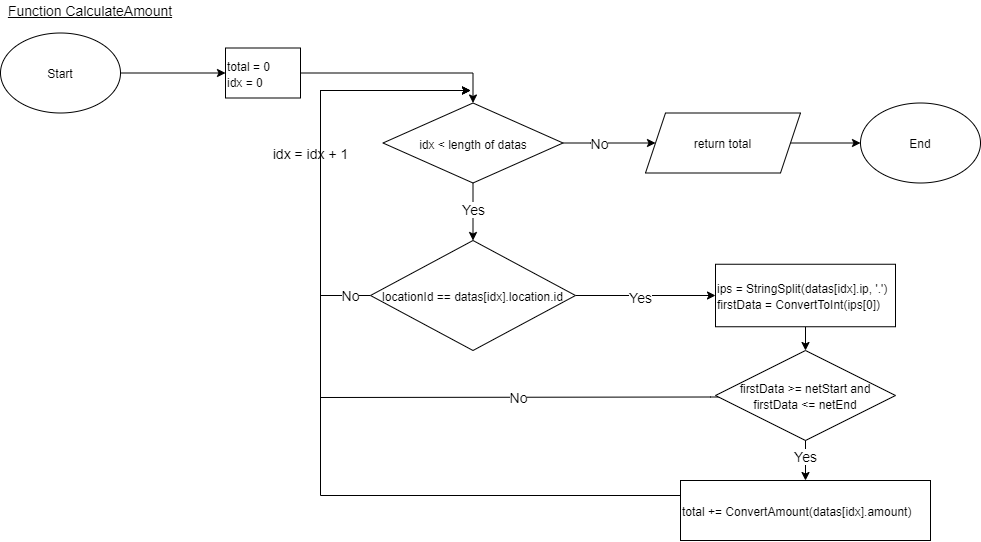 Function CalculateAmount
Start
total = 0
idx = 0
idx < length of datas
No
return total
End
idx = idx + 1
Yes
No
locationId == datas[idx].location.id
Yes
ips = StringSplit(datas[idx].ip, '.')
firstData = ConvertToInt(ips[0])
firstData >= netStart and
firstData <= netEnd
No
Yes
total += ConvertAmount(datas[idx].amount)